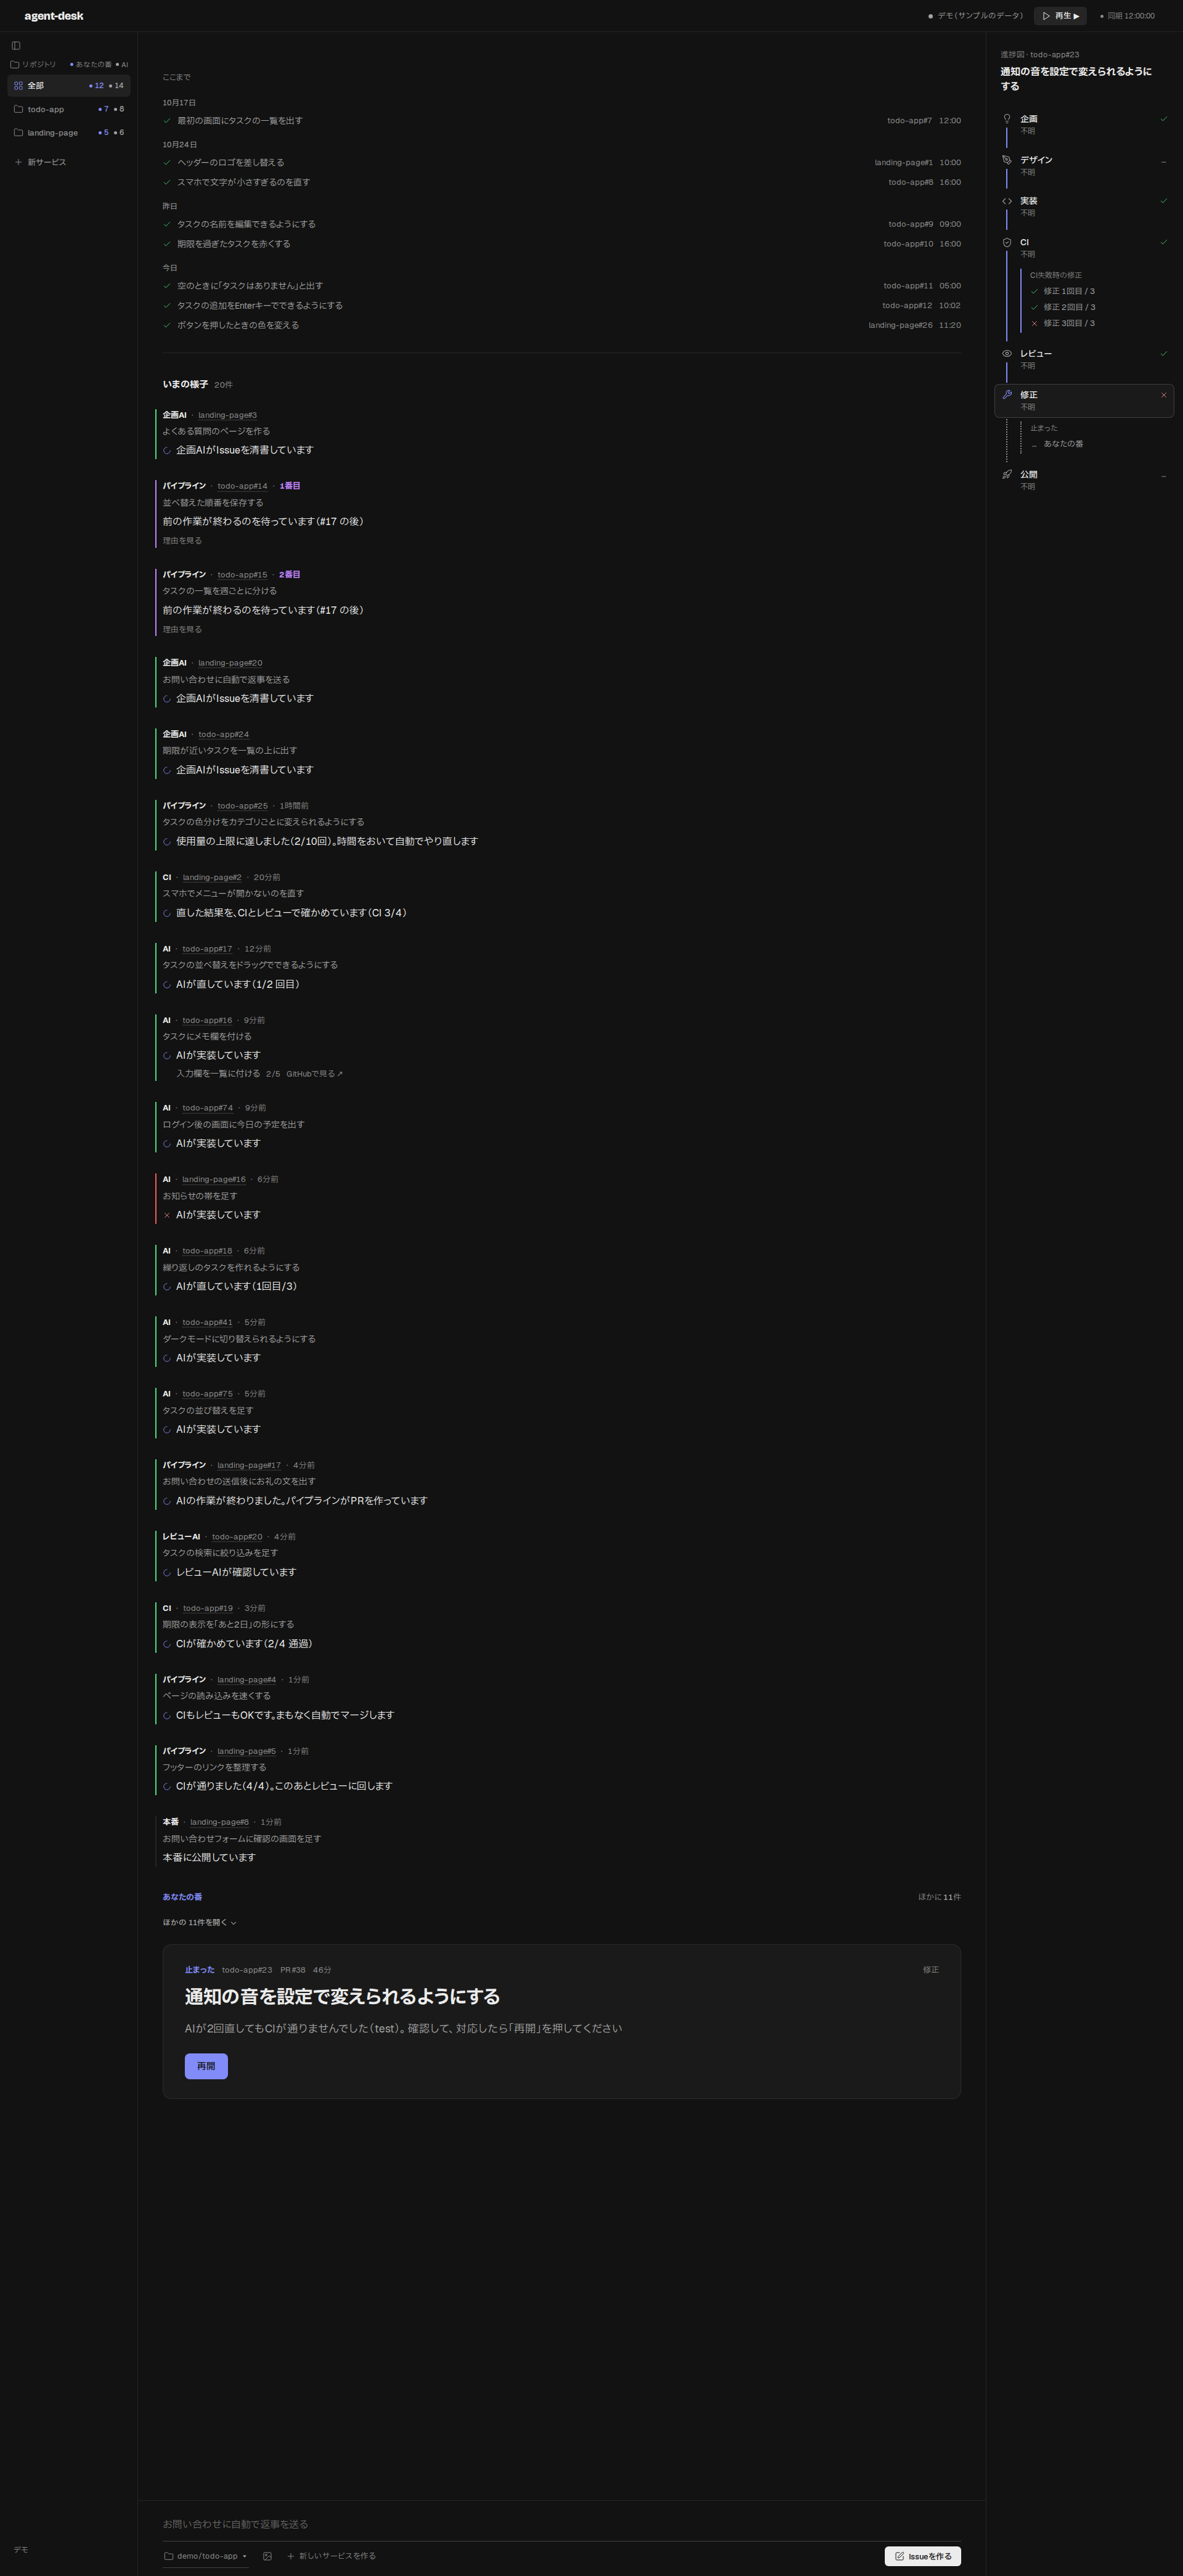 agent-desk
デモ(サンプルのデータ)
再生 ▶
同期 12:00:00
リポジトリ
あなたの番
AI
全部
12
14
todo-app
7
8
landing-page
5
6
新サービス
デモ
ここまで
10月17日
最初の画面にタスクの一覧を出す
todo-app#7 12:00
10月24日
ヘッダーのロゴを差し替える
landing-page#1 10:00
スマホで文字が小さすぎるのを直す
todo-app#8 16:00
昨日
タスクの名前を編集できるようにする
todo-app#9 09:00
期限を過ぎたタスクを赤くする
todo-app#10 16:00
今日
空のときに「タスクはありません」と出す
todo-app#11 05:00
タスクの追加をEnterキーでできるようにする
todo-app#12 10:02
ボタンを押したときの色を変える
landing-page#26 11:20
いまの様子 20件
企画AI · landing-page#3
よくある質問のページを作る
企画AIがIssueを清書しています
パイプライン · todo-app#14 · 1番目
並べ替えた順番を保存する
前の作業が終わるのを待っています(#17 の後)
理由を見る
パイプライン · todo-app#15 · 2番目
タスクの一覧を週ごとに分ける
前の作業が終わるのを待っています(#17 の後)
理由を見る
企画AI · landing-page#20
お問い合わせに自動で返事を送る
企画AIがIssueを清書しています
企画AI · todo-app#24
期限が近いタスクを一覧の上に出す
企画AIがIssueを清書しています
パイプライン · todo-app#25 · 1時間前
タスクの色分けをカテゴリごとに変えられるようにする
使用量の上限に達しました(2/10回)。時間をおいて自動でやり直します
CI · landing-page#2 · 20分前
スマホでメニューが開かないのを直す
直した結果を、CIとレビューで確かめています(CI 3/4)
AI · todo-app#17 · 12分前
タスクの並べ替えをドラッグでできるようにする
AIが直しています(1/2 回目)
AI · todo-app#16 · 9分前
タスクにメモ欄を付ける
AIが実装しています
入力欄を一覧に付ける 2/5 GitHubで見る ↗
AI · todo-app#74 · 9分前
ログイン後の画面に今日の予定を出す
AIが実装しています
AI · landing-page#16 · 6分前
お知らせの帯を足す
AIが実装しています
AI · todo-app#18 · 6分前
繰り返しのタスクを作れるようにする
AIが直しています(1回目/3)
AI · todo-app#41 · 5分前
ダークモードに切り替えられるようにする
AIが実装しています
AI · todo-app#75 · 5分前
タスクの並び替えを足す
AIが実装しています
パイプライン · landing-page#17 · 4分前
お問い合わせの送信後にお礼の文を出す
AIの作業が終わりました。パイプラインがPRを作っています
レビューAI · todo-app#20 · 4分前
タスクの検索に絞り込みを足す
レビューAIが確認しています
CI · todo-app#19 · 3分前
期限の表示を「あと2日」の形にする
CIが確かめています(2/4 通過)
パイプライン · landing-page#4 · 1分前
ページの読み込みを速くする
CIもレビューもOKです。まもなく自動でマージします
パイプライン · landing-page#5 · 1分前
フッターのリンクを整理する
CIが通りました(4/4)。このあとレビューに回します
本番 · landing-page#8 · 1分前
お問い合わせフォームに確認の画面を足す
本番に公開しています
あなたの番
ほかに 11件
ほかの 11件を開く
止まった todo-app#23 PR #38 46分
修正
通知の音を設定で変えられるようにする
AIが2回直してもCIが通りませんでした(test)。確認して、対応したら「再開」を押してください
再開
お問い合わせに自動で返事を送る
demo/todo-app
新しいサービスを作る
Issueを作る
進捗図 · todo-app#23
通知の音を設定で変えられるように
する
企画
不明
デザイン
不明
実装
不明
CI
不明
CI失敗時の修正
修正 1回目 / 3
修正 2回目 / 3
修正 3回目 / 3
レビュー
不明
修正
不明
止まった
あなたの番
公開
不明